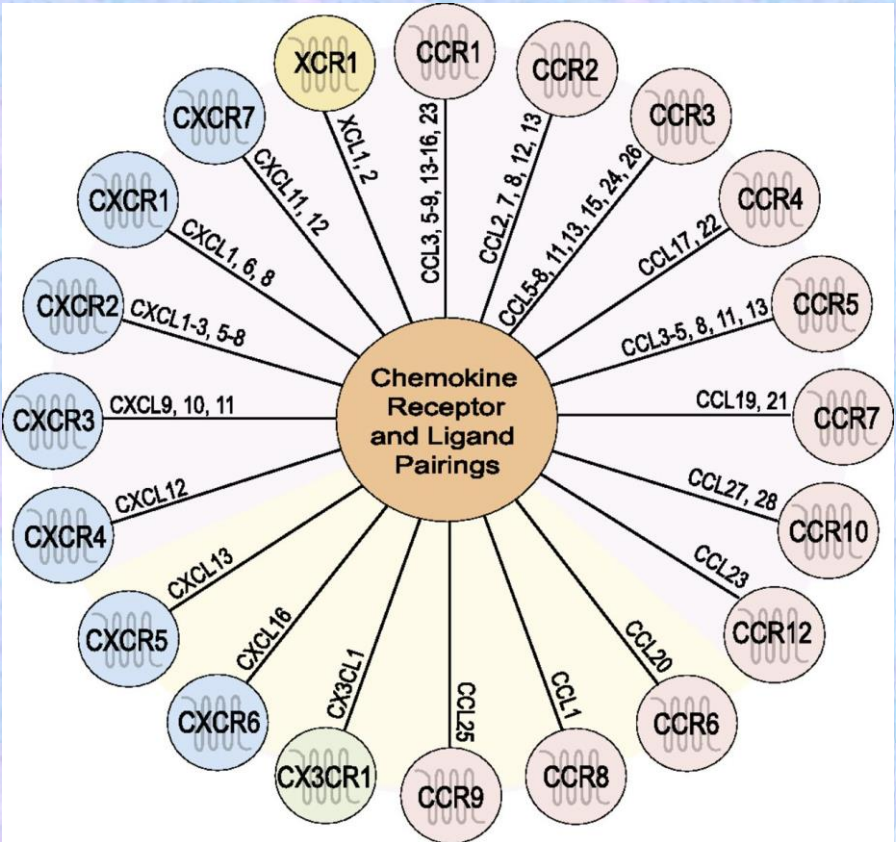 Chemokine
Receptor
and Ligand
Pairings
XCR1
XCL1, 2
CCR1
CCL3, 5-9, 13-16, 23
CCR2
CCL2, 7, 8, 12, 13
CCR3
CCL5-8, 11,13, 15, 24, 26
CCR4
CCL17, 22
CCR5
CCL3-5, 8, 11, 13
CCR7
CCL19, 21
CCR10
CCL27, 28
CCR12
CCL23
CCR6
CCL20
CCR8
CCL1
CCR9
CCL25
CX3CR1
CX3CL1
CXCR6
CXCL16
CXCR5
CXCL13
CXCR4
CXCL12
CXCR3
CXCL9, 10, 11
CXCR2
CXCL1-3, 5-8
CXCR1
CXCL1, 6, 8
CXCR7
CXCL11, 12